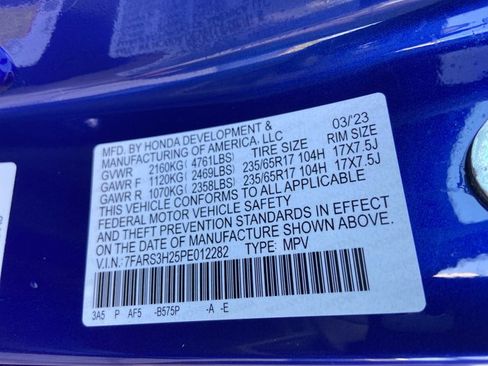 MFD. BY HONDA DEVELOPMENT & 03/'23
MANUFACTURING OF AMERICA, LLC
GVWR 2160KG( 4761LBS) TIRE SIZE RIM SIZE
GAWR F 1120KG( 2469LBS) 235/65R17 104H 17X7.5J
GAWR R 1070KG( 2358LBS) 235/65R17 104H 17X7.5J
THIS VEHICLE CONFORMS TO ALL APPLICABLE
FEDERAL MOTOR VEHICLE SAFETY
AND THEFT PREVENTION STANDARDS IN EFFECT
ON THE DATE OF MANUFACTURE SHOWN ABOVE.
V.I.N.: 7FARS3H25PE012282 TYPE: MPV
3A5 P AF5 -B575P -A -E